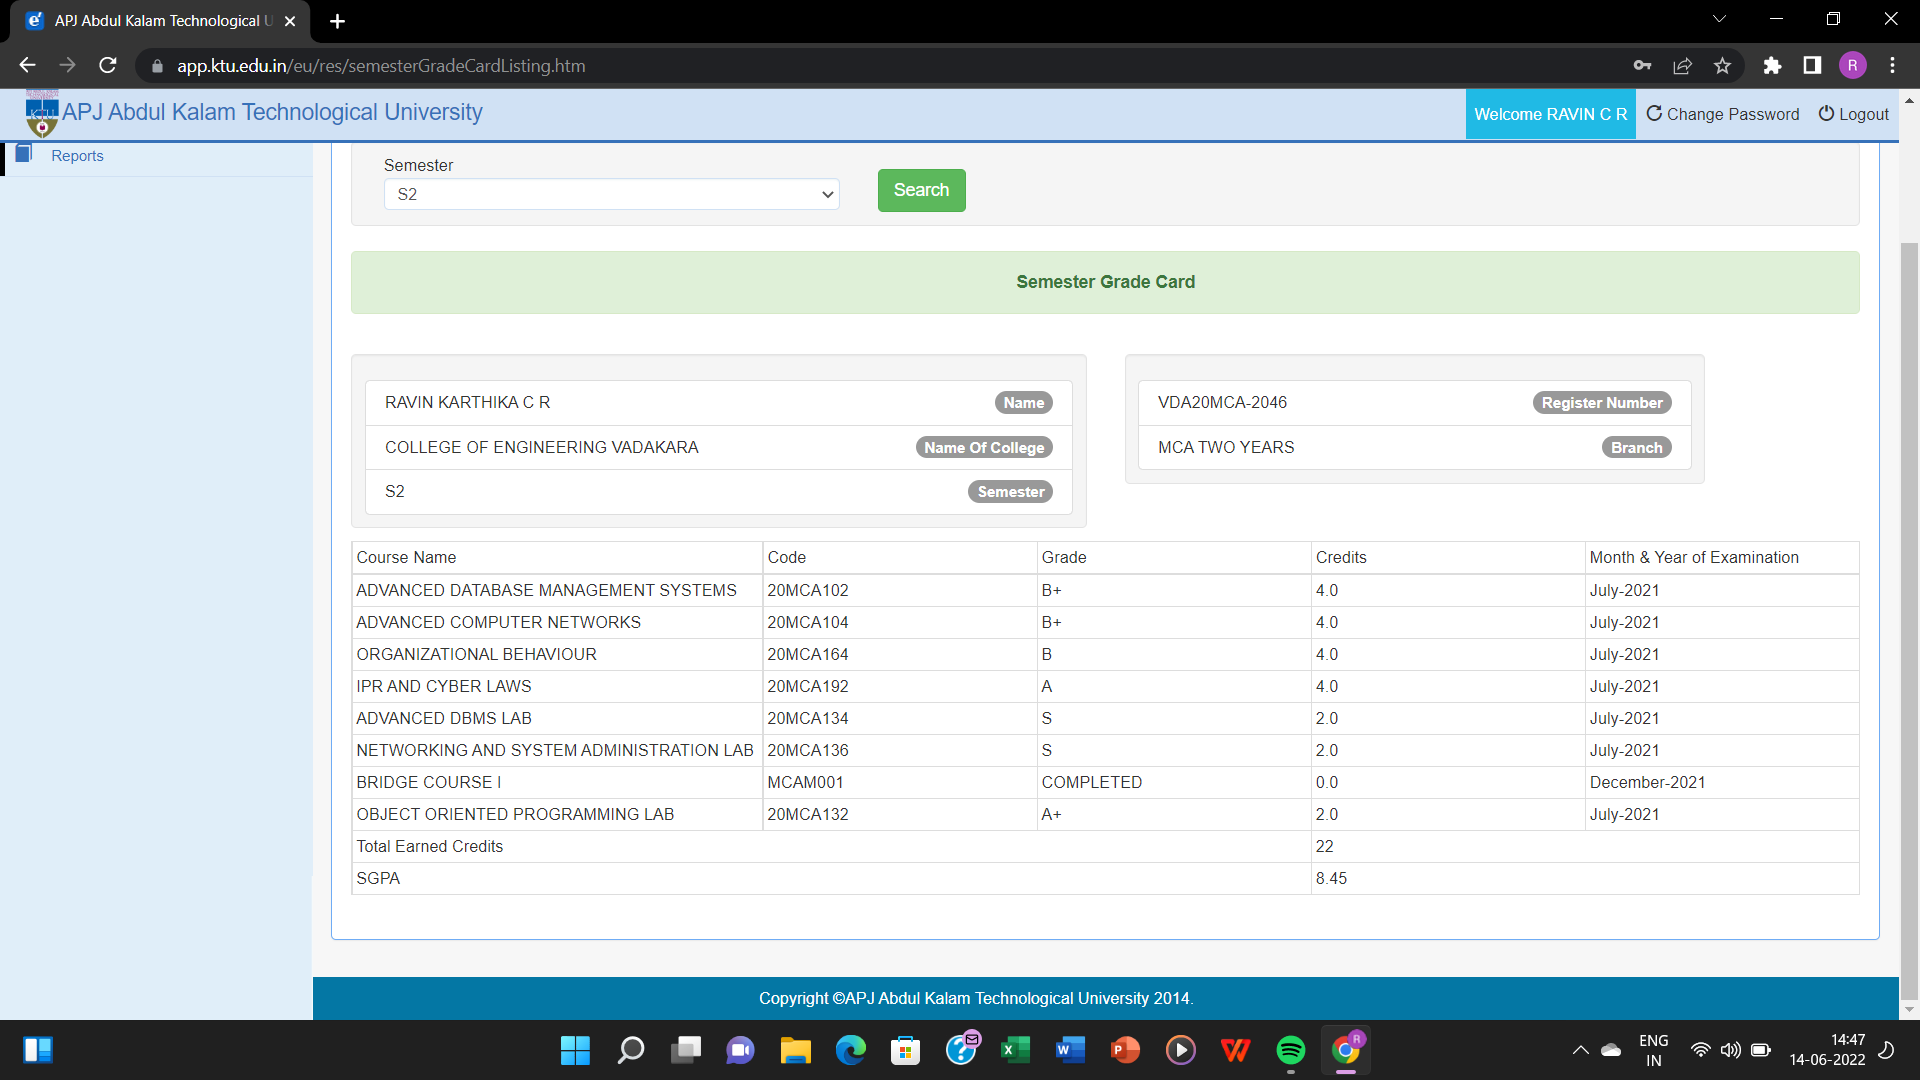 APJ Abdul Kalam Technological U
app.ktu.edu.in/eu/res/semesterGradeCardListing.htm
R
KTU
APJ Abdul Kalam Technological University
Welcome RAVIN C R
Change Password
Logout
Reports
Semester
S2
Search
Semester Grade Card
RAVIN KARTHIKA C R Name
COLLEGE OF ENGINEERING VADAKARA Name Of College
S2 Semester
VDA20MCA-2046 Register Number
MCA TWO YEARS Branch
Course Name Code Grade Credits Month & Year of Examination
ADVANCED DATABASE MANAGEMENT SYSTEMS 20MCA102 B+ 4.0 July-2021
ADVANCED COMPUTER NETWORKS 20MCA104 B+ 4.0 July-2021
ORGANIZATIONAL BEHAVIOUR 20MCA164 B 4.0 July-2021
IPR AND CYBER LAWS 20MCA192 A 4.0 July-2021
ADVANCED DBMS LAB 20MCA134 S 2.0 July-2021
NETWORKING AND SYSTEM ADMINISTRATION LAB 20MCA136 S 2.0 July-2021
BRIDGE COURSE I MCAM001 COMPLETED 0.0 December-2021
OBJECT ORIENTED PROGRAMMING LAB 20MCA132 A+ 2.0 July-2021
Total Earned Credits 22
SGPA 8.45
Copyright ©APJ Abdul Kalam Technological University 2014.
ENG
IN
14:47
14-06-2022